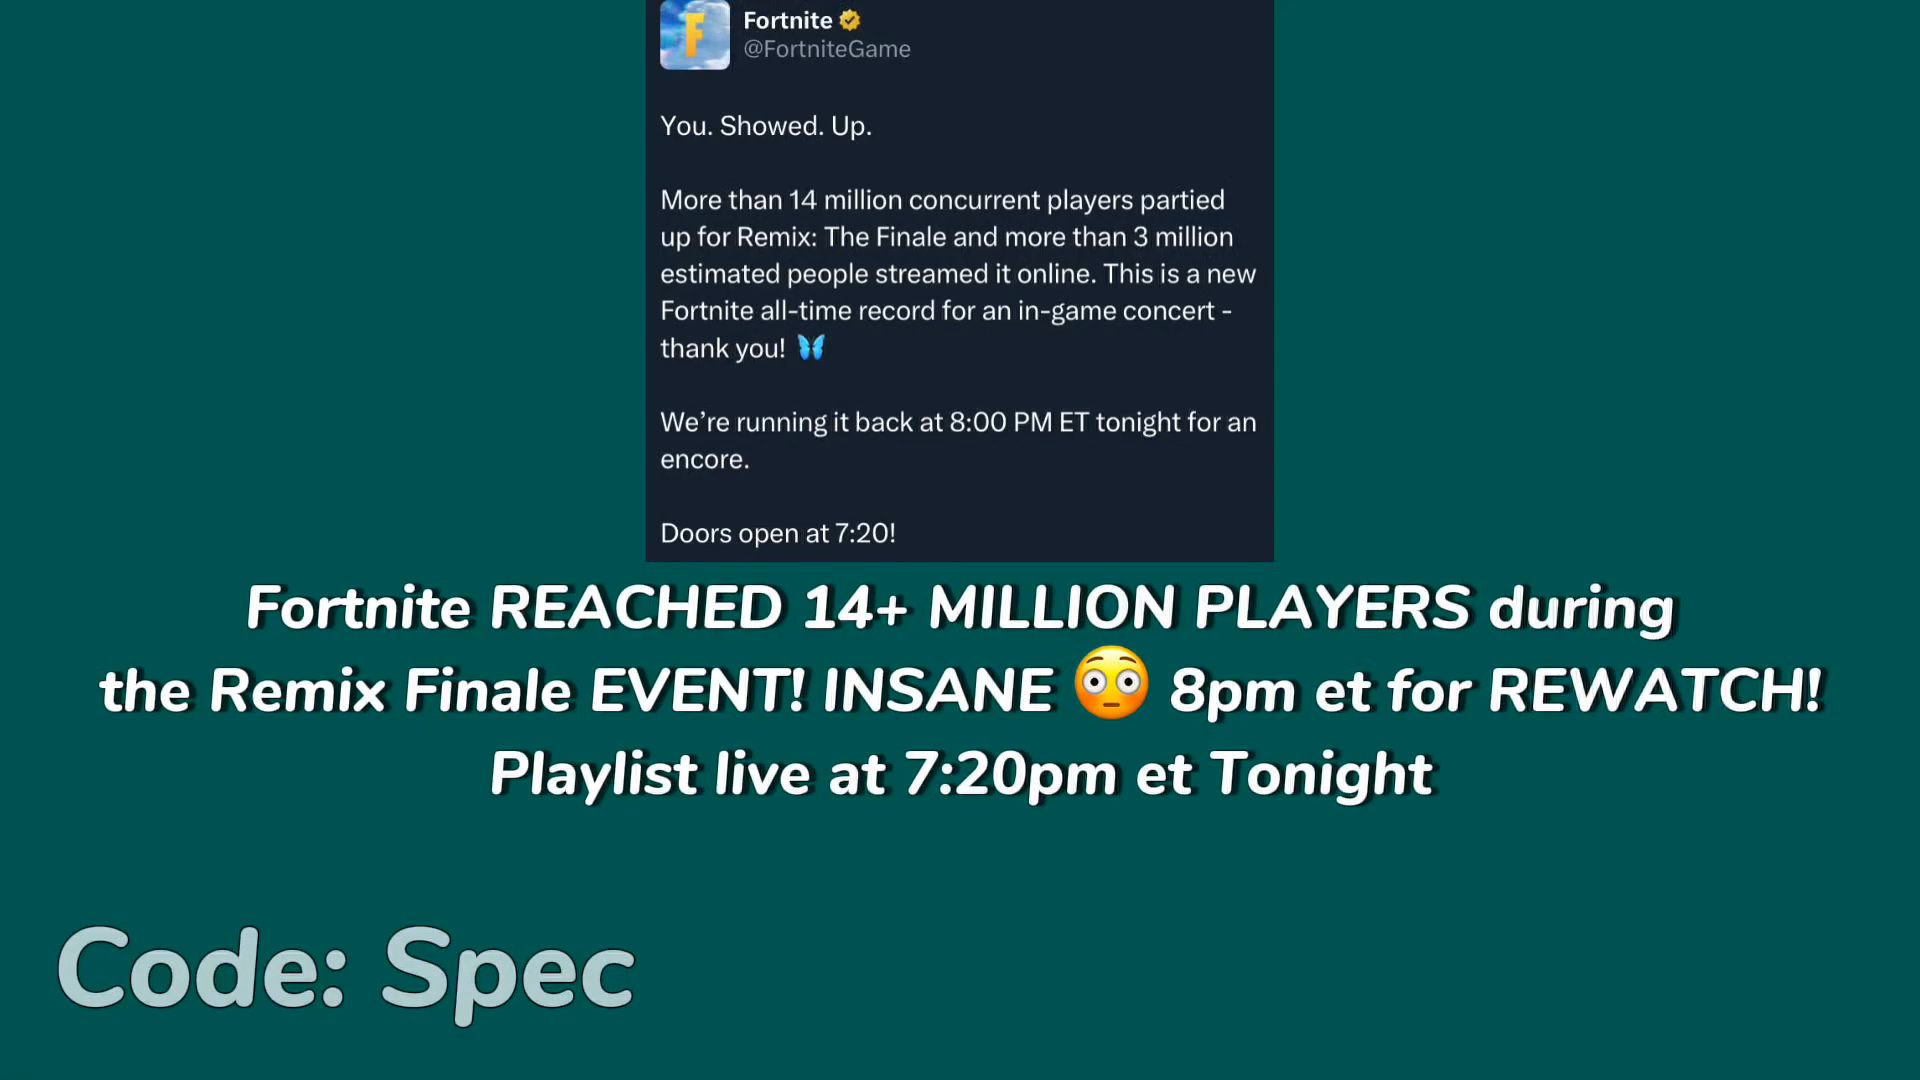 Fortnite
@FortniteGame
You. Showed. Up.
More than 14 million concurrent players partied
up for Remix: The Finale and more than 3 million
estimated people streamed it online. This is a new
Fortnite all-time record for an in-game concert -
thank you! 🦋
We’re running it back at 8:00 PM ET tonight for an
encore.
Doors open at 7:20!
Fortnite REACHED 14+ MILLION PLAYERS during
the Remix Finale EVENT! INSANE 😳 8pm et for REWATCH!
Playlist live at 7:20pm et Tonight
Code: Spec